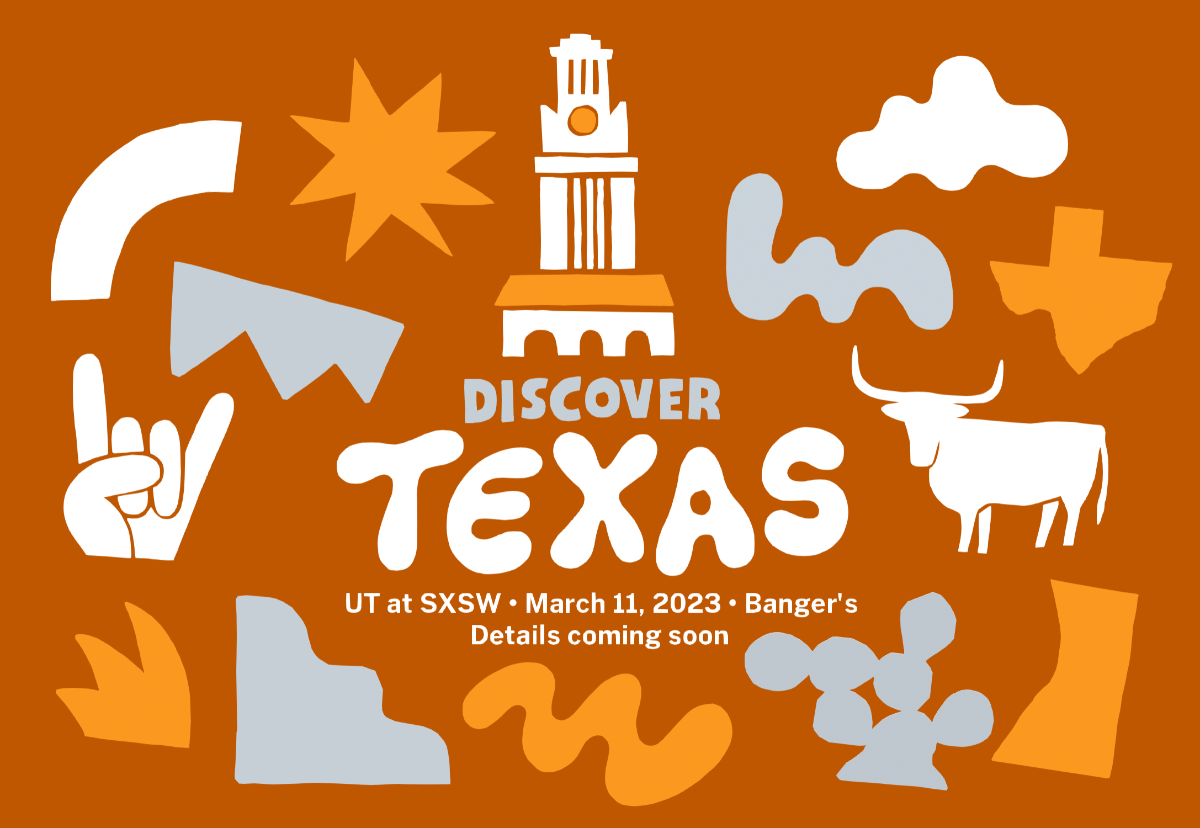 DISCOVER
TEXAS
UT at SXSW • March 11, 2023 • Banger's
Details coming soon